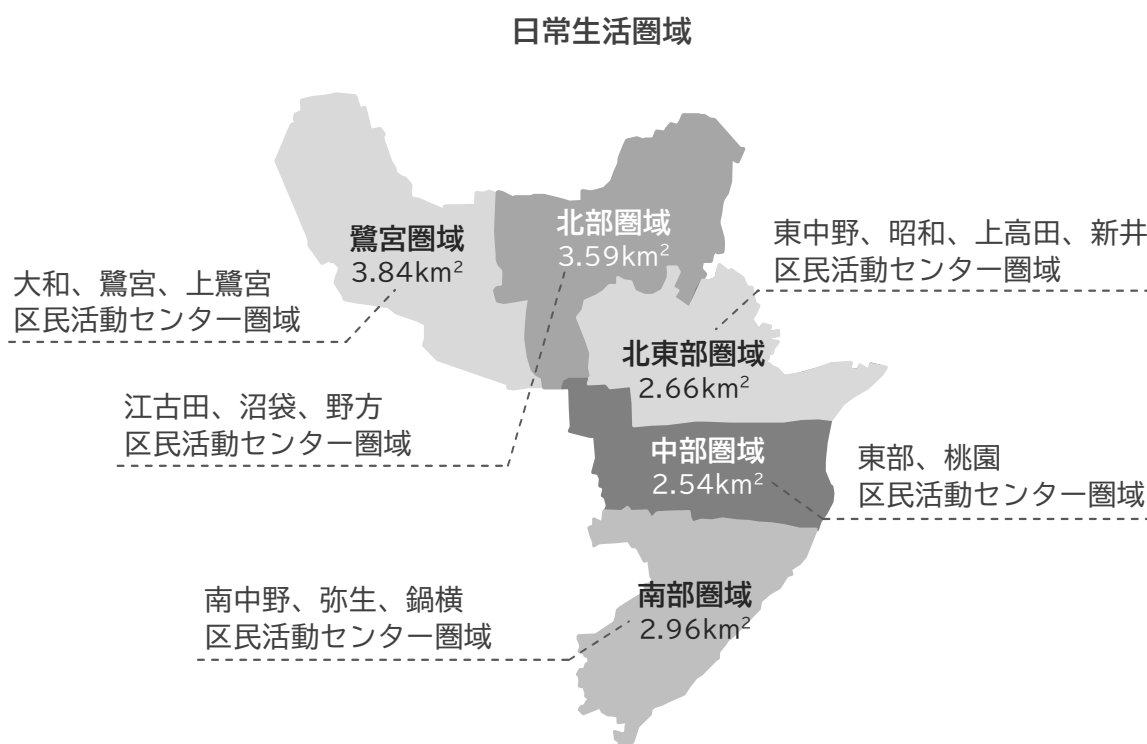 日常生活圏域
鷺宮圏域
3.84km²
大和、鷺宮、上鷺宮
区民活動センター圏域
北部圏域
3.59km²
江古田、沼袋、野方
区民活動センター圏域
東中野、昭和、上高田、新井
区民活動センター圏域
北東部圏域
2.66km²
中部圏域
2.54km²
東部、桃園
区民活動センター圏域
南中野、弥生、鍋横
区民活動センター圏域
南部圏域
2.96km²